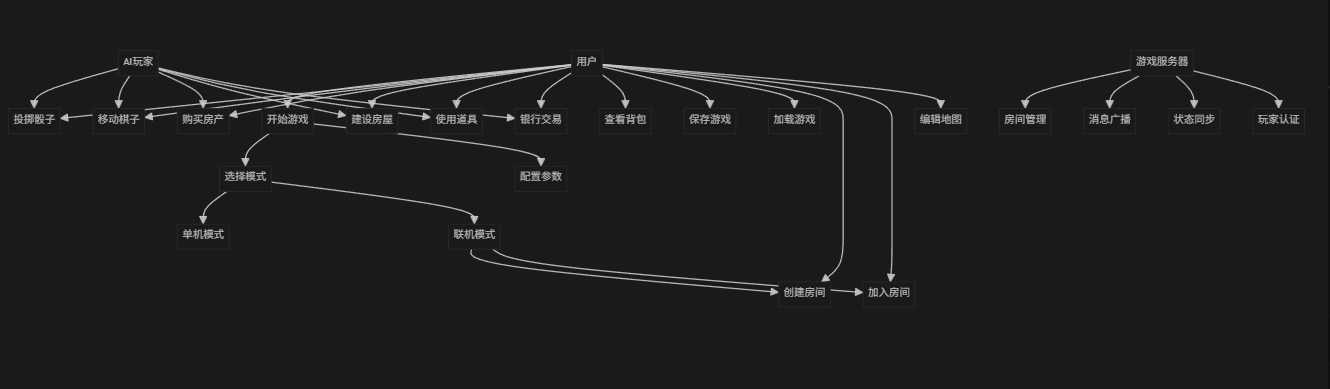 AI玩家
用户
游戏服务器
投掷骰子
移动棋子
购买房产
开始游戏
建设房屋
使用道具
银行交易
查看背包
保存游戏
加载游戏
编辑地图
房间管理
消息广播
状态同步
玩家认证
选择模式
配置参数
单机模式
联机模式
创建房间
加入房间